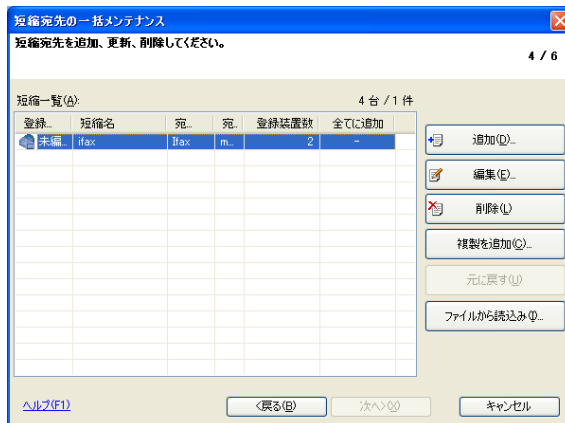 短縮宛先の一括メンテナンス
短縮宛先を追加、更新、削除してください。
4 / 6
短縮一覧(A):
4 台 / 1 件
登録... 短縮名 宛... 宛.. 登録装置数 全てに追加
未編... ifax Ifax m... 2 -
追加(D)...
編集(E)...
削除(L)
複製を追加(C)...
元に戻す(U)
ファイルから読込み(I)...
ヘルプ(F1)
<戻る(B)
次へ>(X)
キャンセル